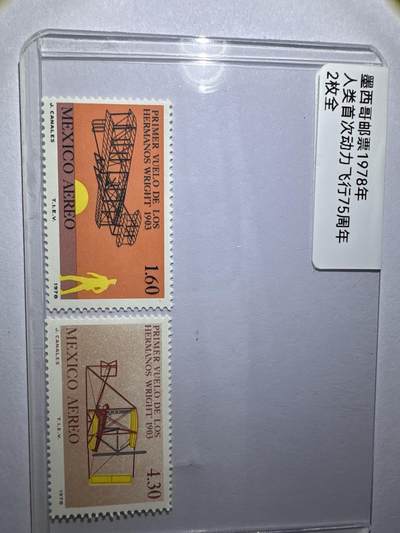 墨西哥邮票1978年
人类首次动力 飞行75周年
2枚全
PRIMER VUELO DE LOS
HERMANOS WRIGHT 1903
1.60
MEXICO AEREO
J. CANALES
T.I.E.V.
1978
PRIMER VUELO DE LOS
HERMANOS WRIGHT 1903
4.30
MEXICO AEREO
J. CANALES
T.I.E.V.
1978